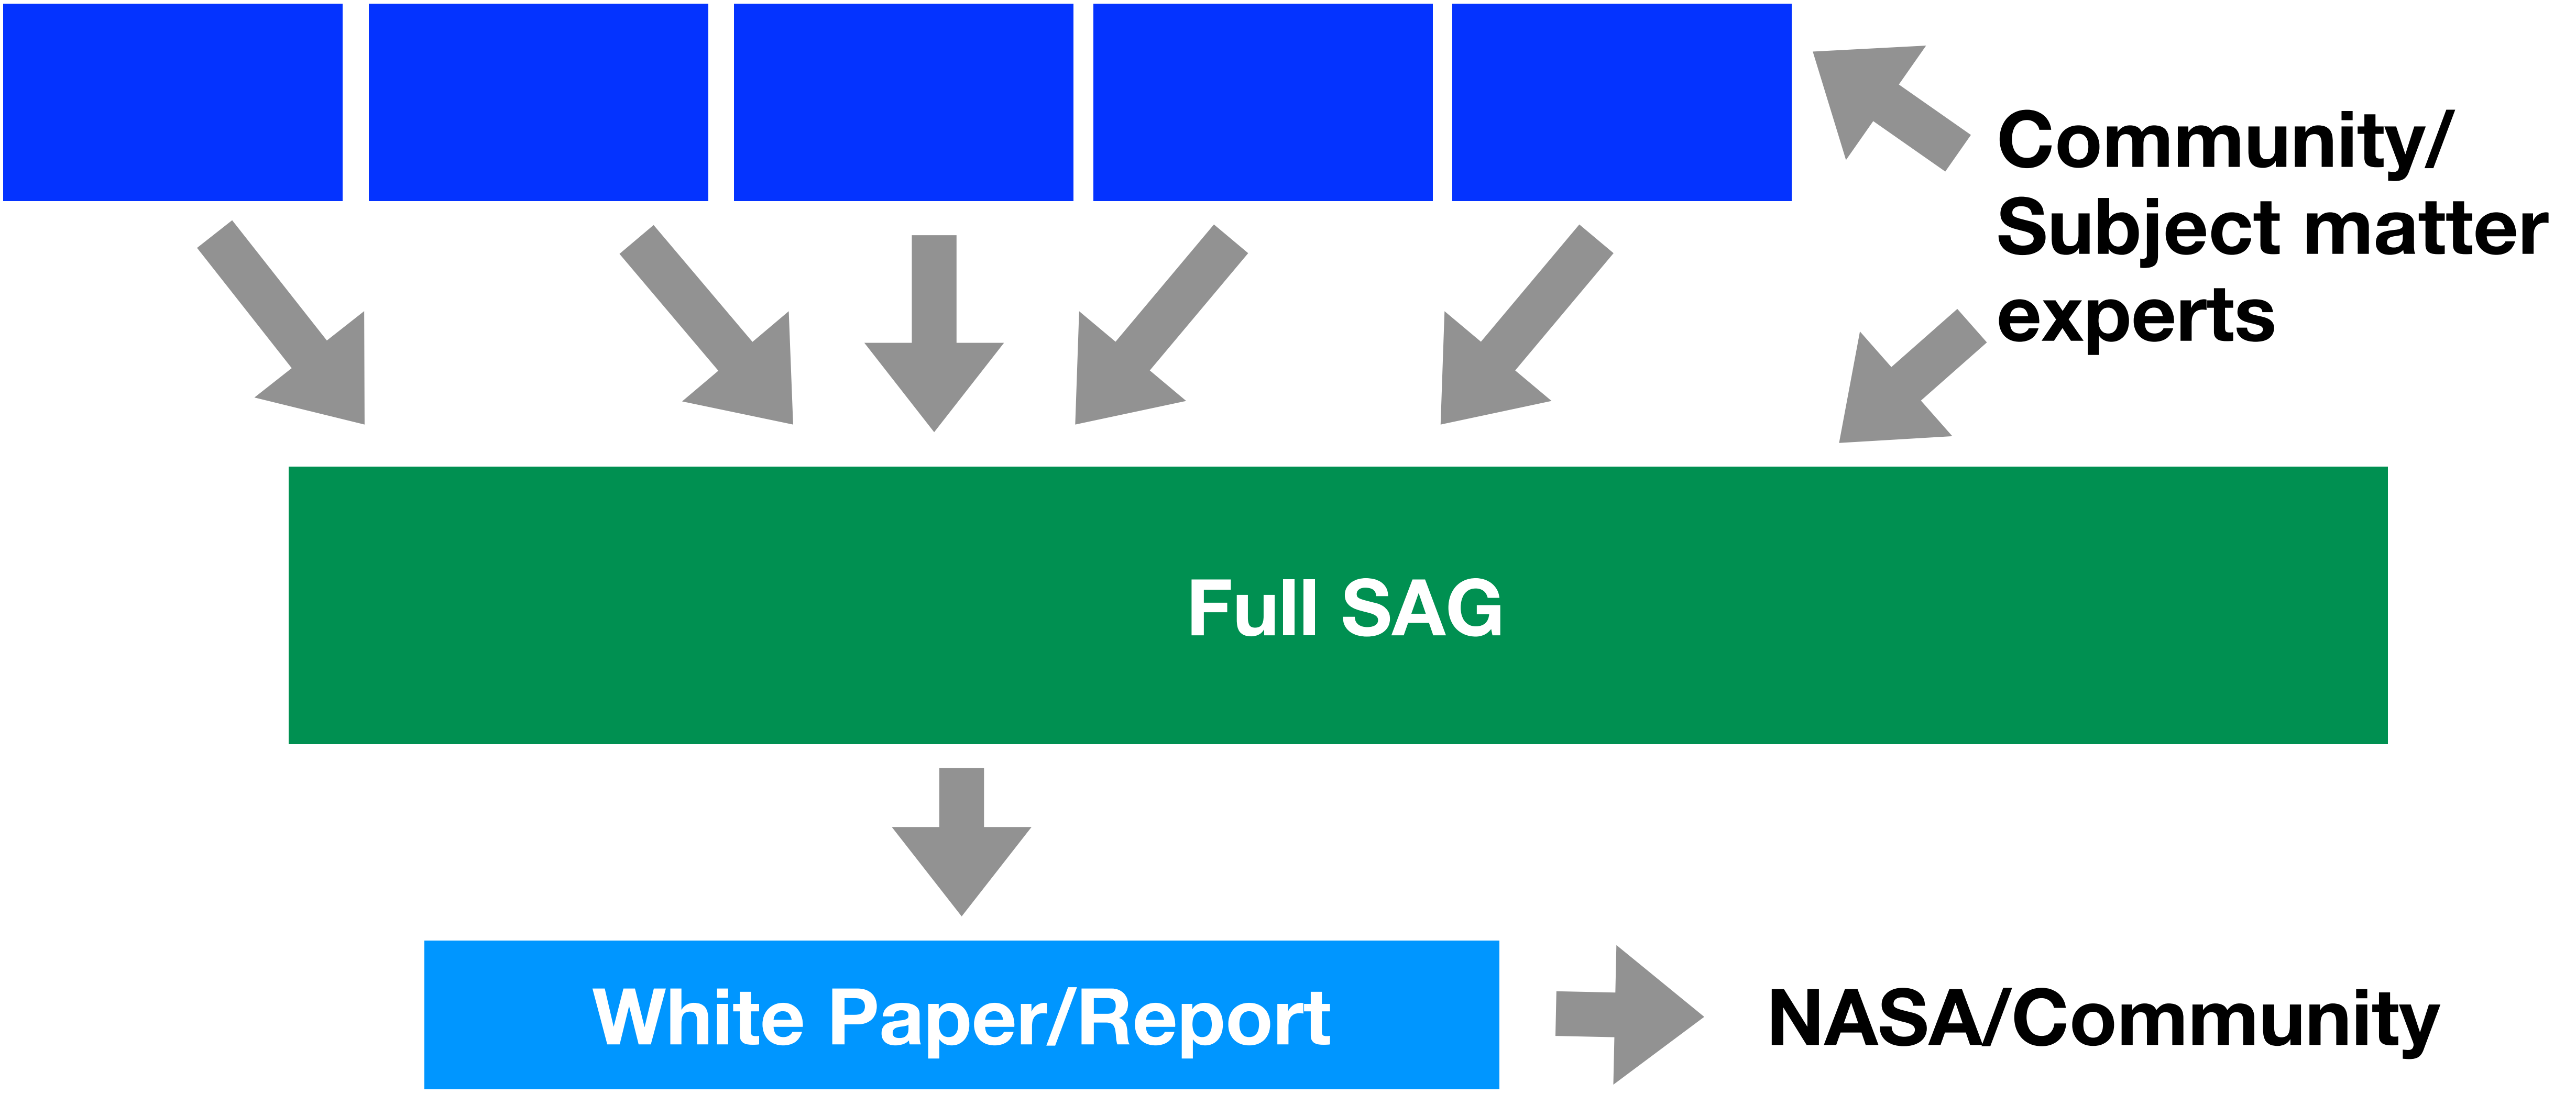 Community/
Subject matter
experts
Full SAG
White Paper/Report
NASA/Community